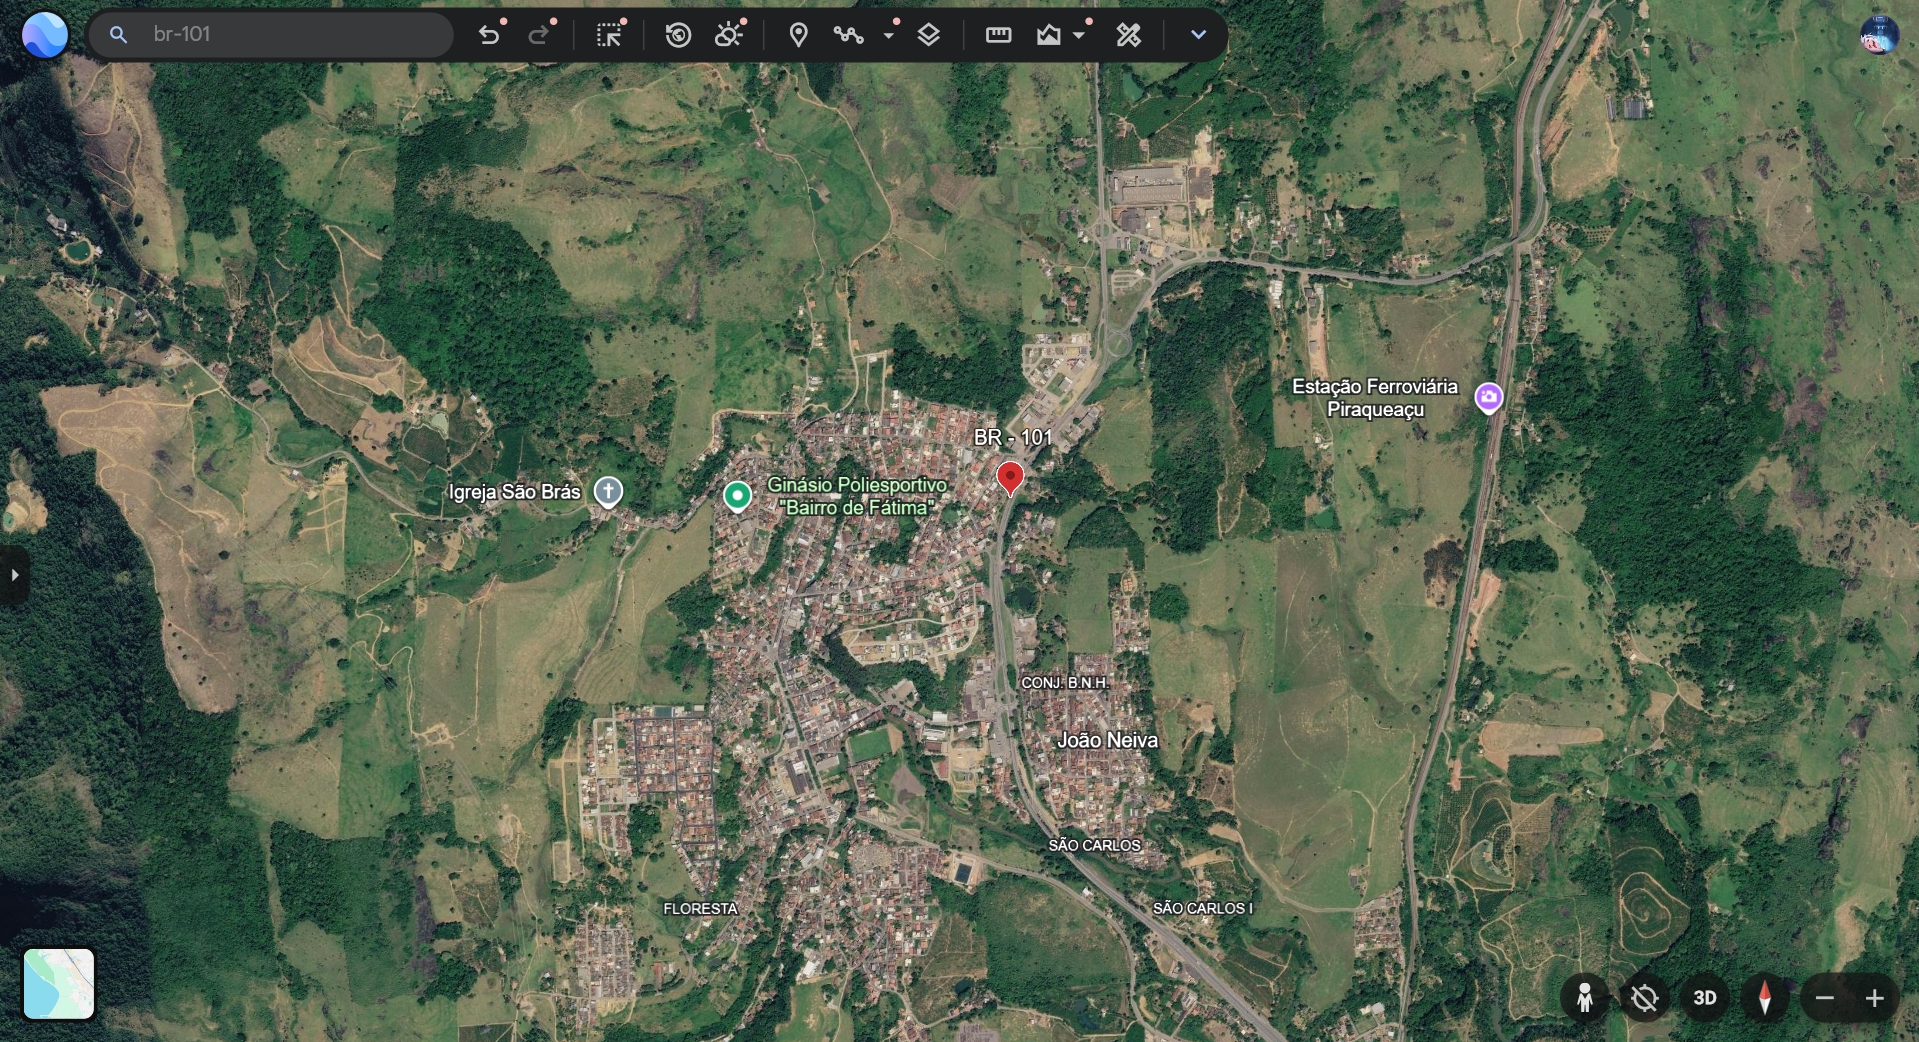 br-101
Estação Ferroviária
Piraqueaçu
BR - 101
Igreja São Brás
Ginásio Poliesportivo
"Bairro de Fátima"
CONJ. B.N.H.
João Neiva
SÃO CARLOS
FLORESTA
SÃO CARLOS I
3D